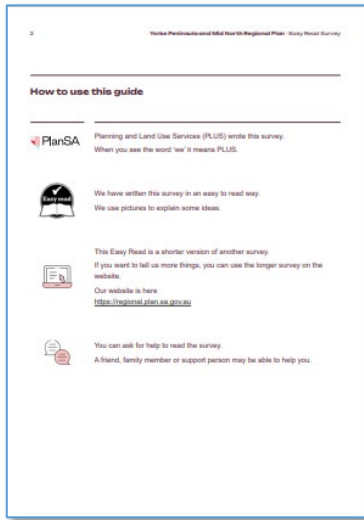 2
Yorke Peninsula and Mid North Regional Plan - Easy Read Survey
How to use this guide
PlanSA
Planning and Land Use Services (PLUS) wrote this survey.
When you see the word 'we' it means PLUS.
Easy read
We have written this survey in an easy to read way.
We use pictures to explain some ideas.
This Easy Read is a shorter version of another survey.
If you want to tell us more things, you can use the longer survey on the
website.
Our website is here
https://regional.plan.sa.gov.au
You can ask for help to read the survey.
A friend, family member or support person may be able to help you.